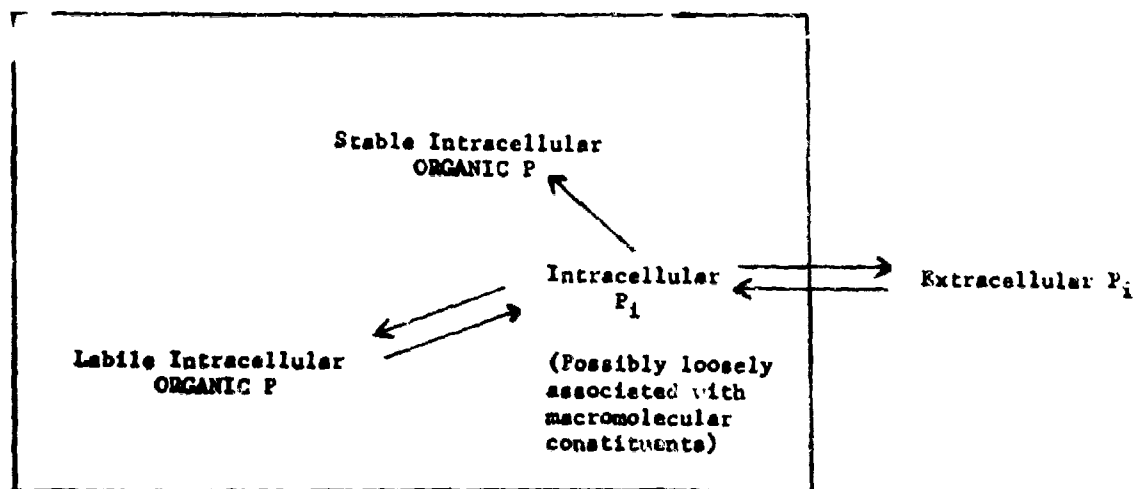 Stable Intracellular
ORGANIC P
Intracellular
Pi
Extracellular Pi
Labile Intracellular
ORGANIC P
(Possibly loosely
associated with
macromolecular
constituents)